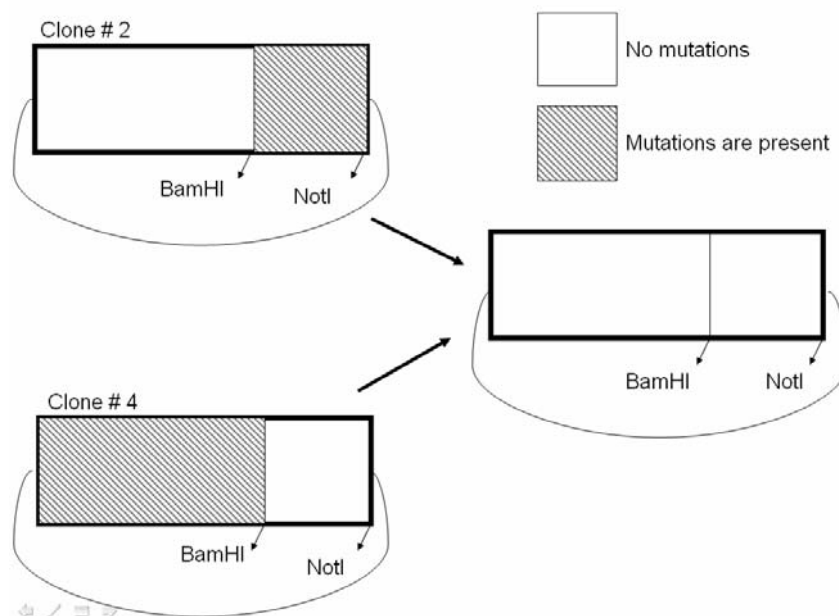 Clone # 2
No mutations
Mutations are present
BamHI
NotI
BamHI
NotI
Clone # 4
BamHI
NotI